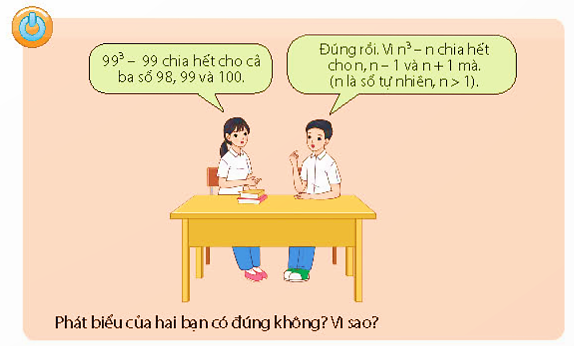 99³ – 99 chia hết cho cả
ba số 98, 99 và 100.
Đúng rồi. Vì n³ – n chia hết
cho n, n – 1 và n + 1 mà.
(n là số tự nhiên, n > 1).
Phát biểu của hai bạn có đúng không? Vì sao?